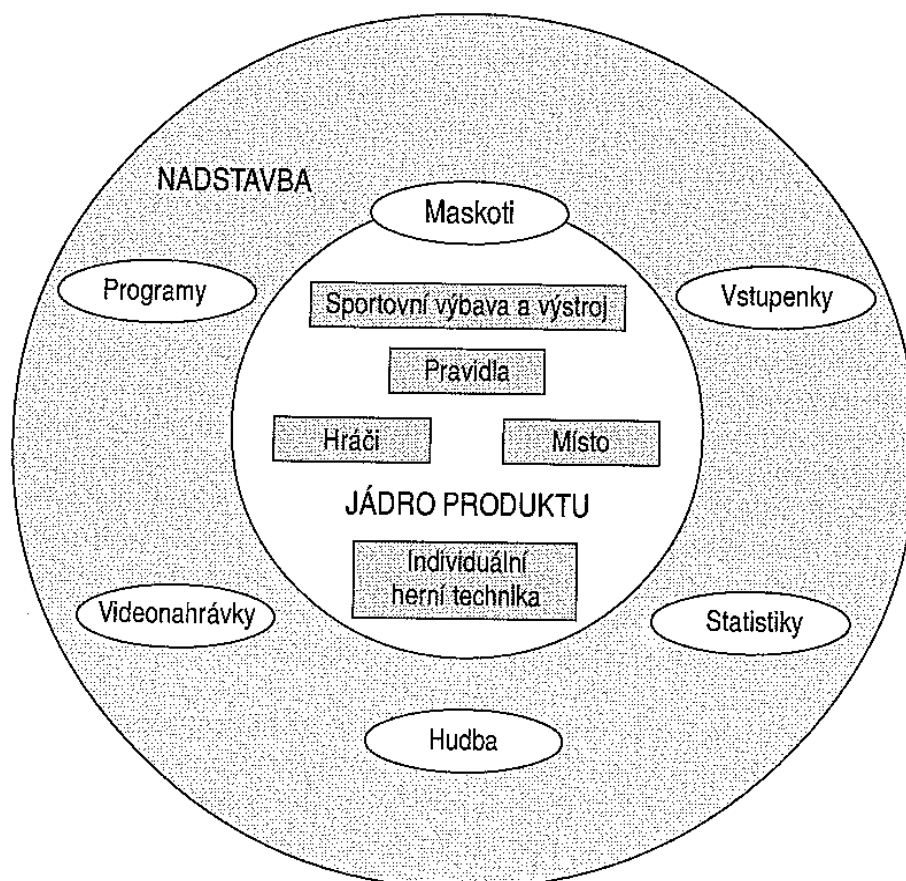 NADSTAVBA
Maskoti
Programy
Vstupenky
Sportovní výbava a výstroj
Pravidla
Hráči
Místo
JÁDRO PRODUKTU
Individuální
herní technika
Videonahrávky
Statistiky
Hudba